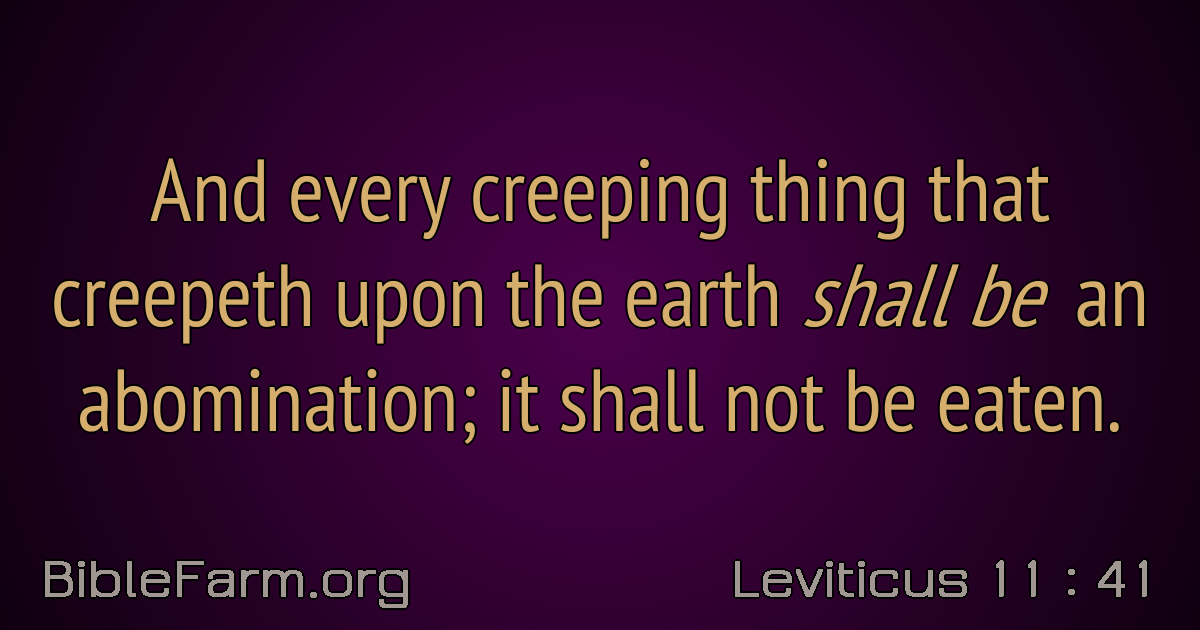 And every creeping thing that
creepeth upon the earth shall be an
abomination; it shall not be eaten.
BibleFarm.org
Leviticus 11 : 41